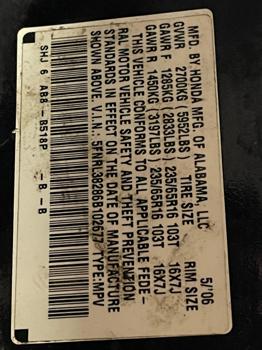 MFD. BY HONDA MFG. OF ALABAMA, LLC 5/06
GVWR 2700KG (5952LBS) TIRE SIZE RIM SIZE
GAWR F 1285KG (2833LBS) 235/65R16 103T 16X7J
GAWR R 1450KG (3197LBS) 235/65R16 103T 16X7J
THIS VEHICLE CONFORMS TO ALL APPLICABLE FEDE-
RAL MOTOR VEHICLE SAFETY AND THEFT PREVENTION
STANDARDS IN EFFECT ON THE DATE OF MANUFACTURE
SHOWN ABOVE. V.I.N.: TYPE:MPV
SHJ 6 A88 -B518P -B -B